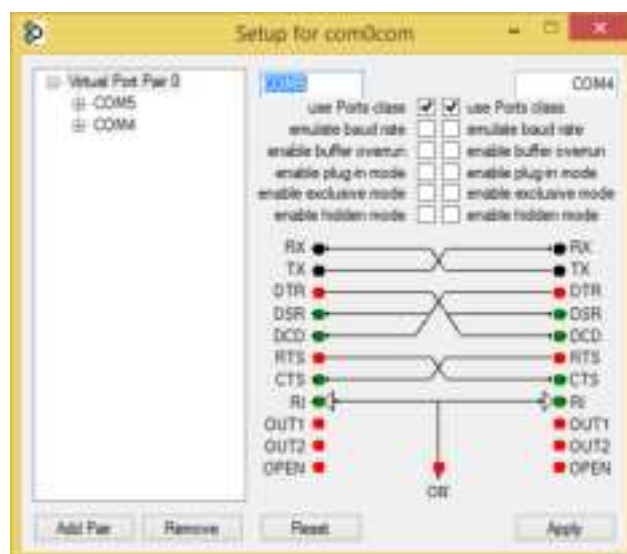 Setup for com0com
Virtual Port Pair 0
COM5
COM4
COM5
COM4
use Ports class use Ports class
emulate baud rate emulate baud rate
enable buffer overrun enable buffer overrun
enable plug-in mode enable plug-in mode
enable exclusive mode enable exclusive mode
enable hidden mode enable hidden mode
RX RX
TX TX
DTR DTR
DSR DSR
DCD DCD
RTS RTS
CTS CTS
RI RI
OUT1 OUT1
OUT2 OUT2
OPEN OPEN
ON
Add Pair Remove Reset Apply